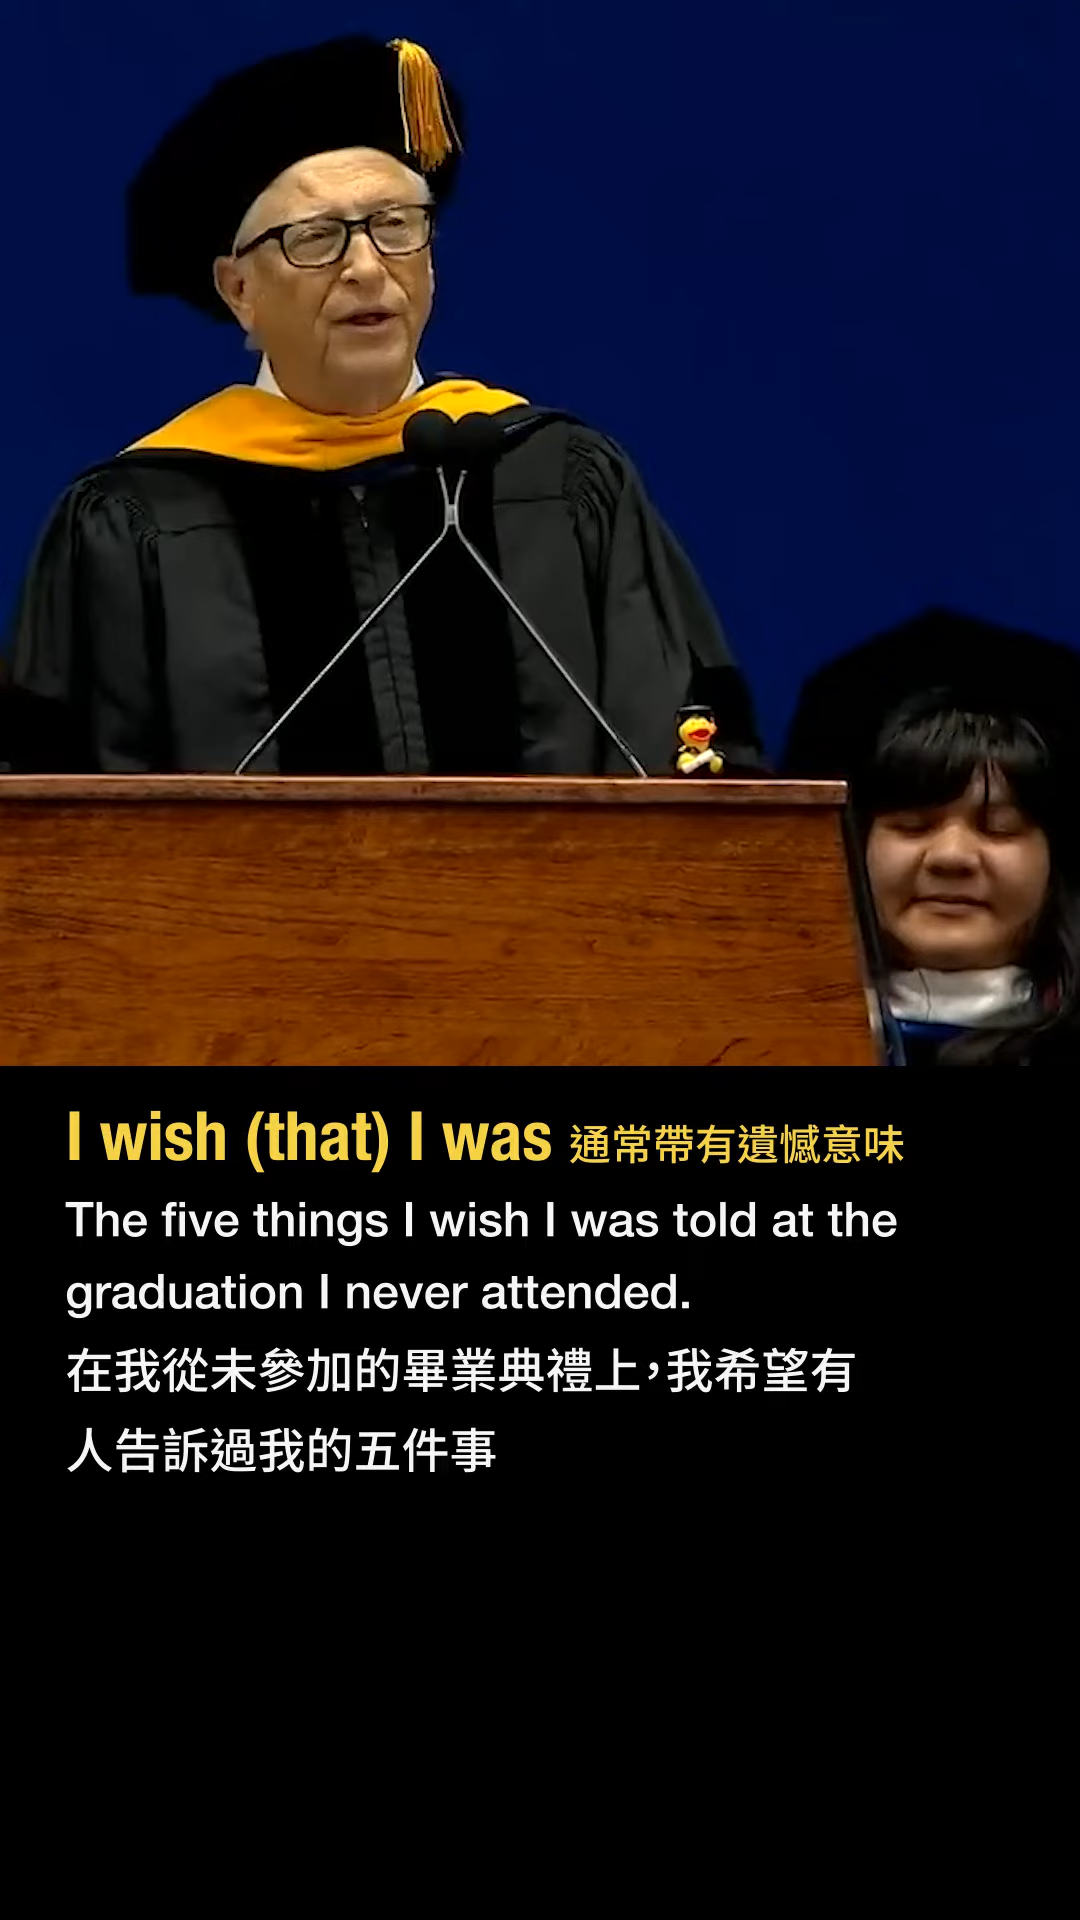 I wish (that) I was 通常帶有遺憾意味
The five things I wish I was told at the
graduation I never attended.
在我從未參加的畢業典禮上，我希望有
人告訴過我的五件事